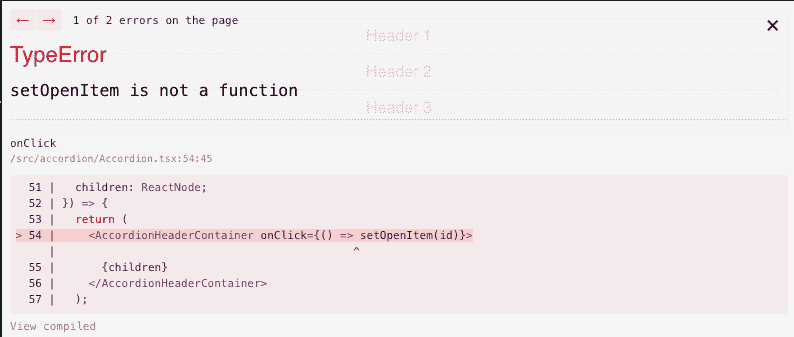 ← → 1 of 2 errors on the page
×
Header 1
TypeError
Header 2
setOpenItem is not a function
Header 3
onClick
/src/accordion/Accordion.tsx:54:45
51 |   children: ReactNode;
52 | }) => {
53 |   return (
> 54 |     <AccordionHeaderContainer onClick={() => setOpenItem(id)}>
|                                              ^
55 |       {children}
56 |     </AccordionHeaderContainer>
57 |   );
View compiled